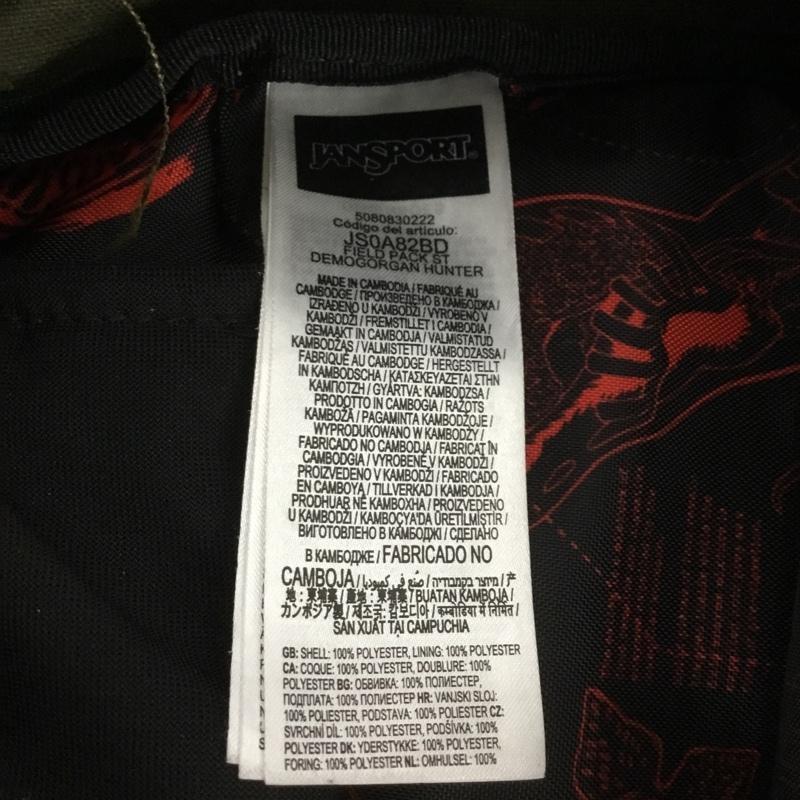 JANSPORT®
5080830222
Código del articulo:
JS0A82BD
FIELD PACK ST
DEMOGORGAN HUNTER
MADE IN CAMBODIA / FABRIQUÉ AU
CAMBODGE / ПРОИЗВЕДЕНО В КАМБОДЖА /
IZRAĐENO U KAMBODŽI / VYROBENO V
KAMBODŽI / FREMSTILLET I CAMBODIA /
GEMAAKT IN CAMBODJA / VALMISTATUD
KAMBODŽAS / VALMISTETTU KAMBODZASSA /
FABRIQUÉ AU CAMBODGE / HERGESTELLT
IN KAMBODSCHA / ΚΑΤΑΣΚΕΥΑΖΕΤΑΙ ΣΤΗΝ
ΚΑΜΠΟΤΖΗ / GYÁRTVA: KAMBODZSA /
PRODOTTO IN CAMBOGIA / RAŽOTS
KAMBOŽĀ / PAGAMINTA KAMBODŽOJE /
WYPRODUKOWANO W KAMBODŻY /
FABRICADO NO CAMBODJA / FABRICAT ÎN
CAMBODGIA / VYROBENÉ V KAMBODŽI /
PROIZVEDENO V KAMBODŽI / FABRICADO
EN CAMBOYA / TILLVERKAD I KAMBODJA /
PRODHUAR NË KAMBOXHA / PROIZVEDENO
U KAMBODŽI / KAMBOÇYA'DA ÜRETİLMİŞTİR /
ВИГОТОВЛЕНО В КАМБОДЖІ / СДЕЛАНО
В КАМБОДЖЕ / FABRICADO NO
CAMBOJA / صُنع في كمبوديا / מיוצר בקמבודיה / 产
地：柬埔寨 / 產地：柬埔寨 / BUATAN KAMBOJA /
カンボジア製 / 제조국: 캄보디아 / कम्बोडिया में निर्मित /
SẢN XUẤT TẠI CAMPUCHIA
GB: SHELL: 100% POLYESTER, LINING: 100% POLYESTER
CA: COQUE: 100% POLYESTER, DOUBLURE: 100%
POLYESTER BG: ОБВИВКА: 100% ПОЛИЕСТЕР,
ПОДПЛАТА: 100% ПОЛИЕСТЕР HR: VANJSKI SLOJ:
100% POLIESTER, PODSTAVA: 100% POLIESTER CZ:
SVRCHNÍ DÍL: 100% POLYESTER, PODŠÍVKA: 100%
POLYESTER DK: YDERSTYKKE: 100% POLYESTER,
FORING: 100% POLYESTER NL: OMHULSEL: 100%